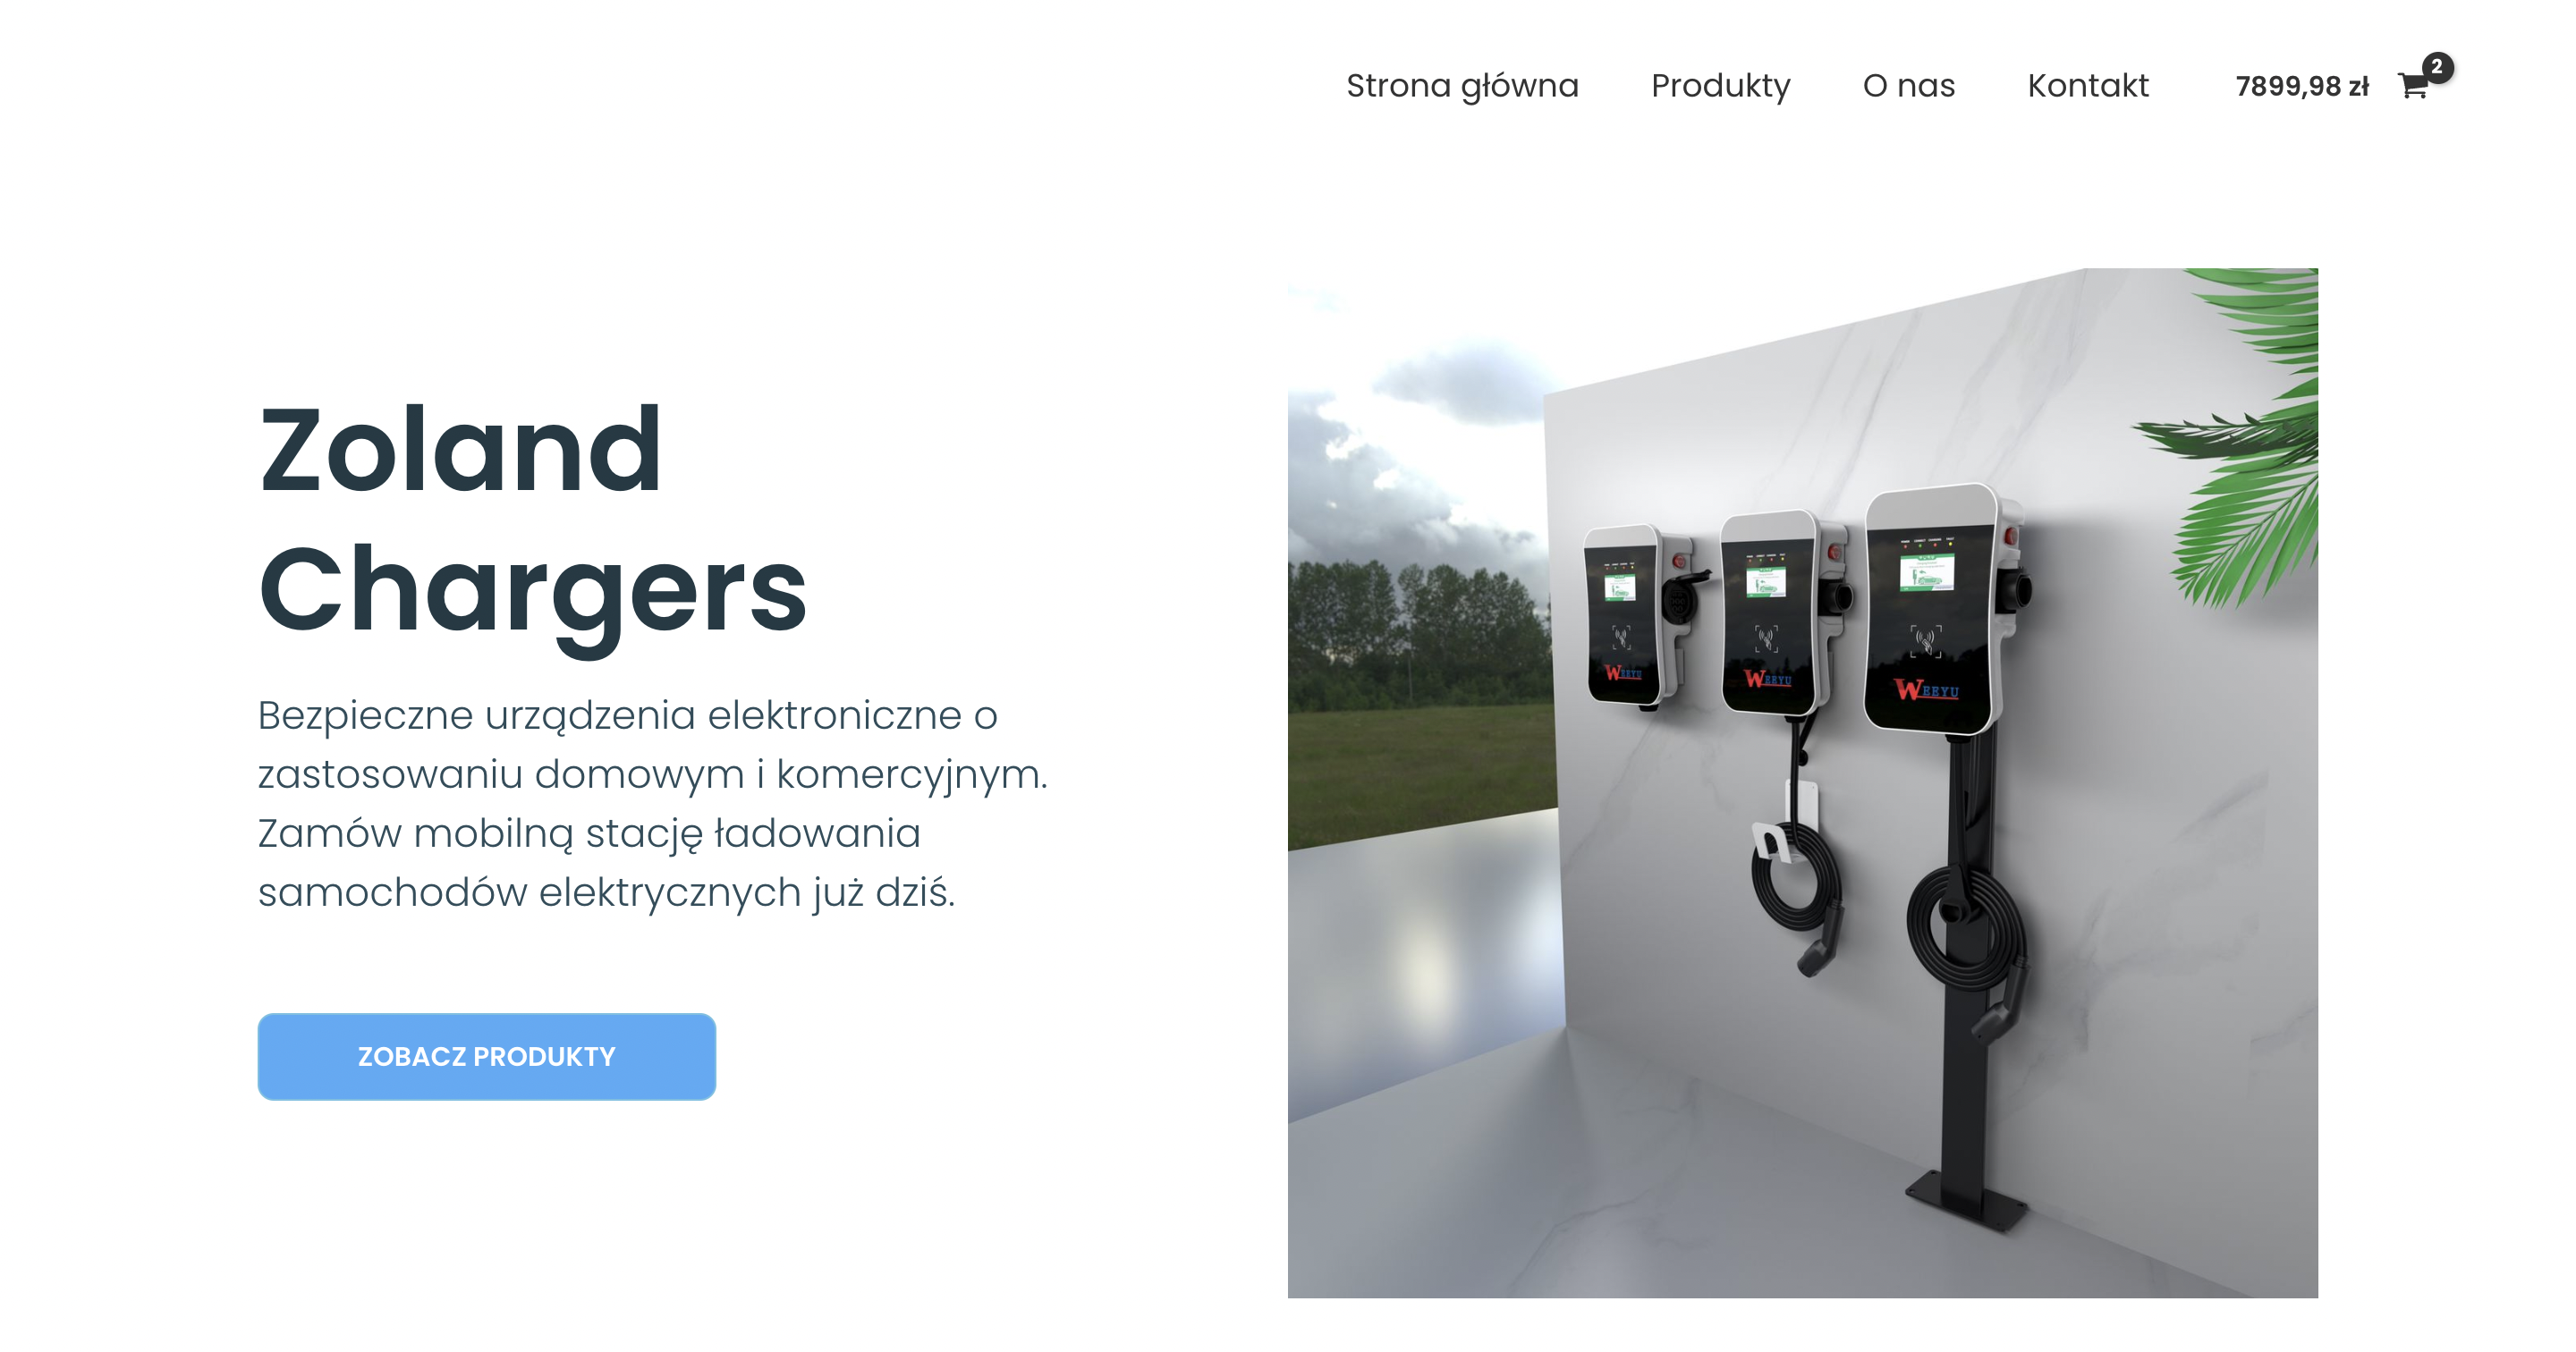 Strona główna Produkty O nas Kontakt 7899,98 zł 2
Zoland
Chargers
Bezpieczne urządzenia elektroniczne o
zastosowaniu domowym i komercyjnym.
Zamów mobilną stację ładowania
samochodów elektrycznych już dziś.
ZOBACZ PRODUKTY
WEEYU
WEEYU
WEEYU